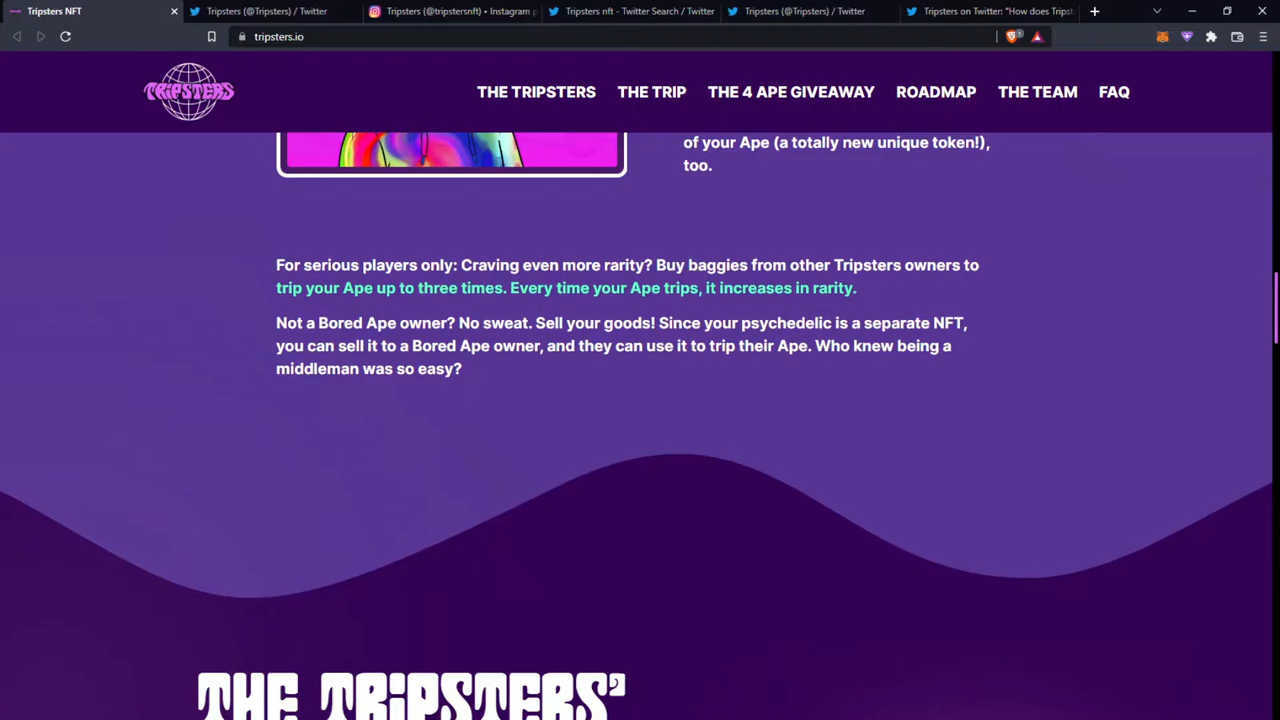 Tripsters NFT
Tripsters (@Tripsters) / Twitter
Tripsters (@tripstersnft) • Instagram p
Tripsters nft - Twitter Search / Twitter
Tripsters (@Tripsters) / Twitter
Tripsters on Twitter: "How does Tripst
tripsters.io
1
TRIPSTERS
THE TRIPSTERS
THE TRIP
THE 4 APE GIVEAWAY
ROADMAP
THE TEAM
FAQ
of your Ape (a totally new unique token!),
too.
For serious players only: Craving even more rarity? Buy baggies from other Tripsters owners to
trip your Ape up to three times. Every time your Ape trips, it increases in rarity.
Not a Bored Ape owner? No sweat. Sell your goods! Since your psychedelic is a separate NFT,
you can sell it to a Bored Ape owner, and they can use it to trip their Ape. Who knew being a
middleman was so easy?
THE TRIPSTERS'